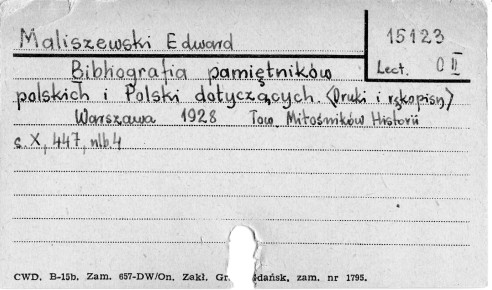 Maliszewski Edward
15123
Lect. O II
Bibliografia pamiętników
polskich i Polski dotyczących. (Druki i rękopisy)
Warszawa 1928 Tow. Miłośników Historii
s. X, 447, nlb. 4
CWD. B-15b. Zam. 657-DW/On. Zakł. Gr. dańsk, zam. nr 1795.